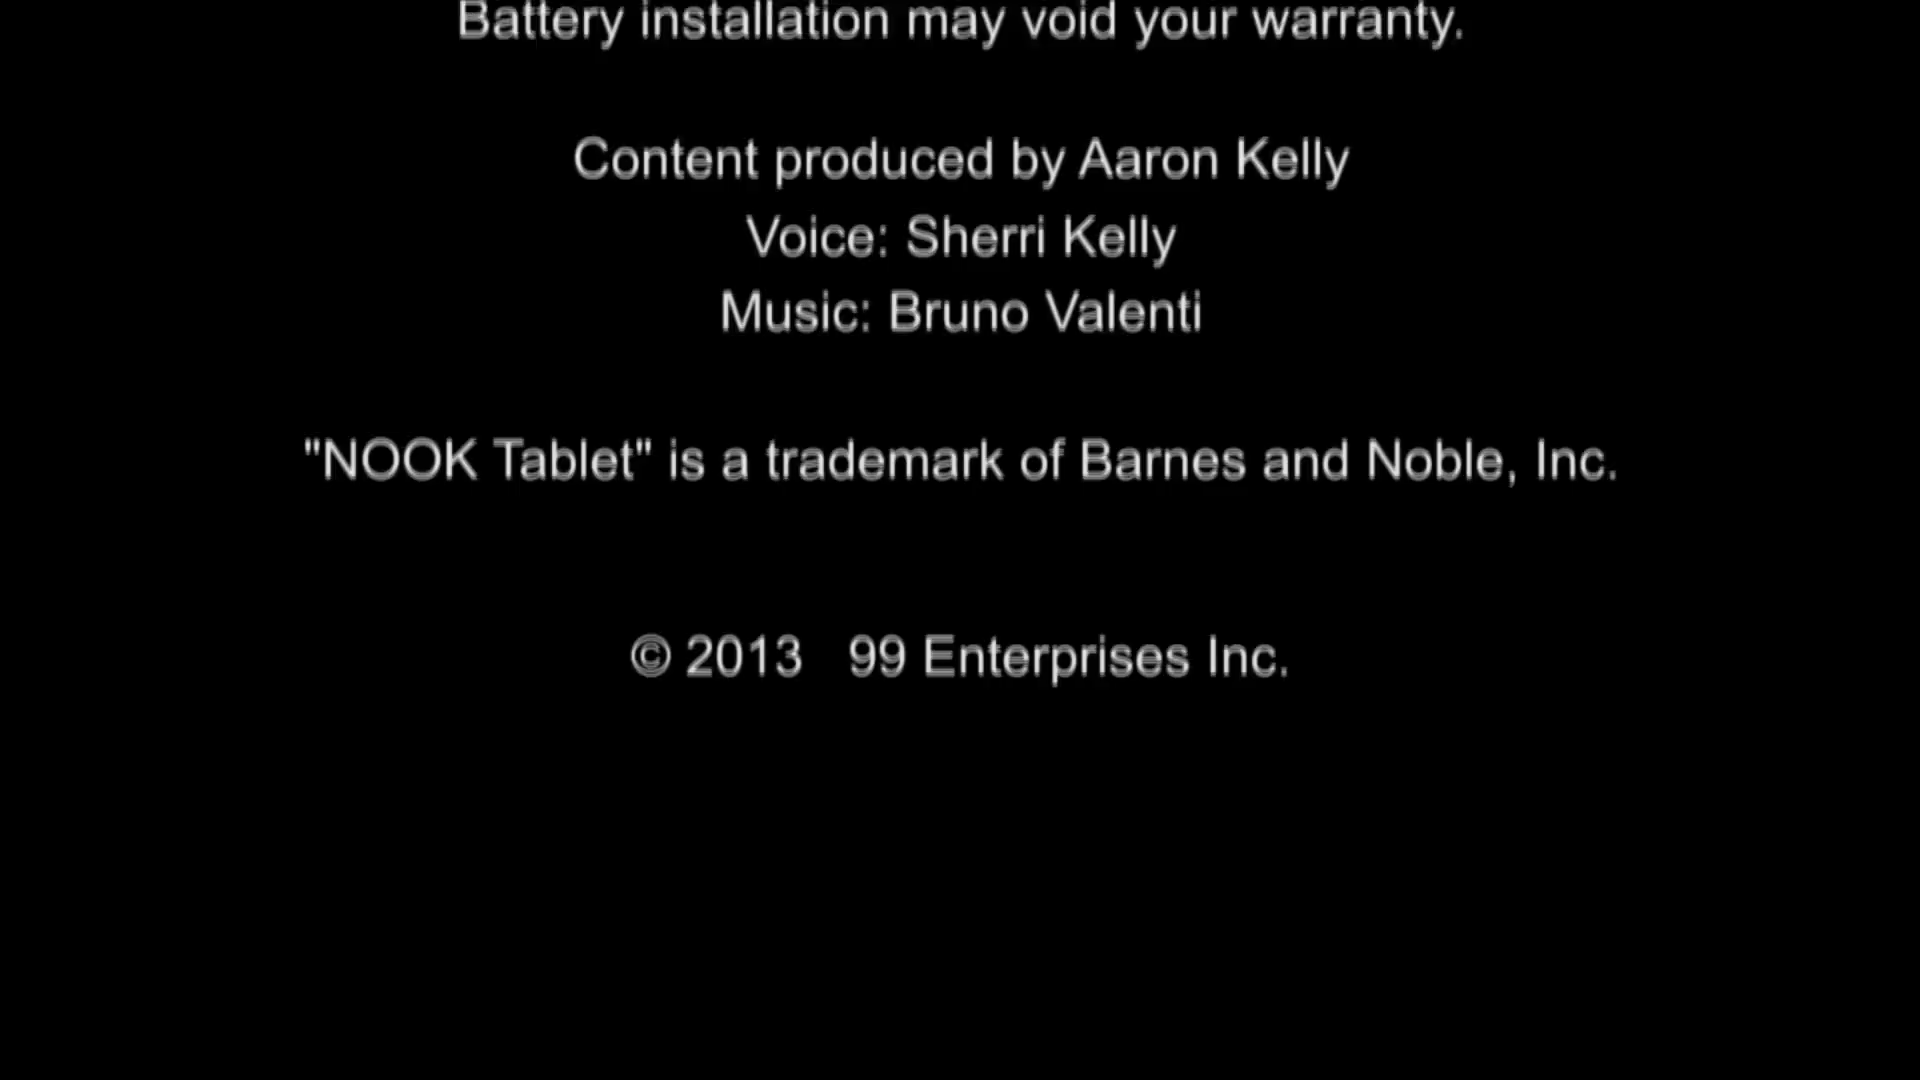 Battery installation may void your warranty.
Content produced by Aaron Kelly
Voice: Sherri Kelly
Music: Bruno Valenti
"NOOK Tablet" is a trademark of Barnes and Noble, Inc.
© 2013   99 Enterprises Inc.